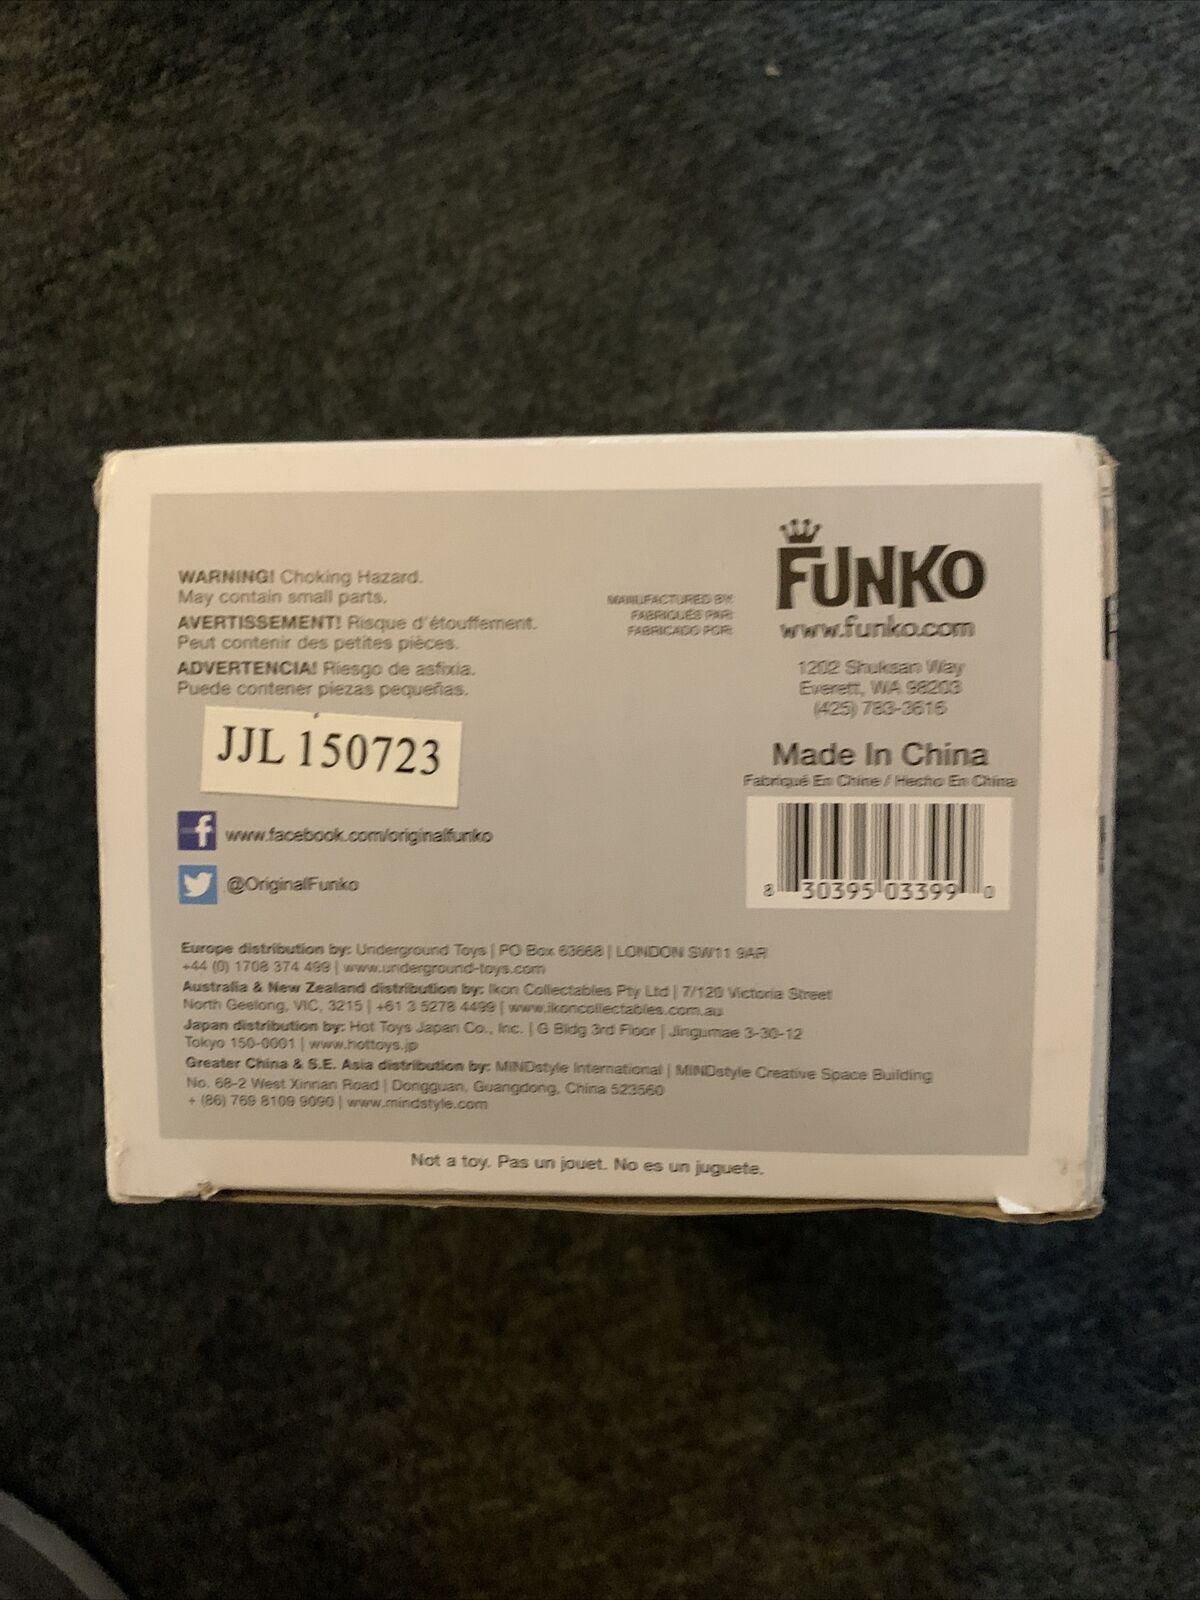 WARNING! Choking Hazard.
May contain small parts.
AVERTISSEMENT! Risque d'étouffement.
Peut contenir des petites pièces.
ADVERTENCIA! Riesgo de asfixia.
Puede contener piezas pequeñas.
JJL 150723
f www.facebook.com/originalfunko
@OriginalFunko
MANUFACTURED BY:
FABRIQUÉS PAR:
FABRICADO POR:
FUNKO
www.funko.com
1202 Shuksan Way
Everett, WA 98203
(425) 783-3616
Made In China
Fabriqué En Chine / Hecho En China
8 30395 03399 0
Europe distribution by: Underground Toys | PO Box 63668 | LONDON SW11 9AR
+44 (0) 1708 374 499 | www.underground-toys.com
Australia & New Zealand distribution by: Ikon Collectables Pty Ltd | 7/120 Victoria Street
North Geelong, VIC, 3215 | +61 3 5278 4499 | www.ikoncollectables.com.au
Japan distribution by: Hot Toys Japan Co., Inc. | G Bldg 3rd Floor | Jingumae 3-30-12
Tokyo 150-0001 | www.hottoys.jp
Greater China & S.E. Asia distribution by: MINDstyle International | MINDstyle Creative Space Building
No. 68-2 West Xinnan Road | Dongguan, Guangdong, China 523560
+ (86) 769 8109 9090 | www.mindstyle.com
Not a toy. Pas un jouet. No es un juguete.